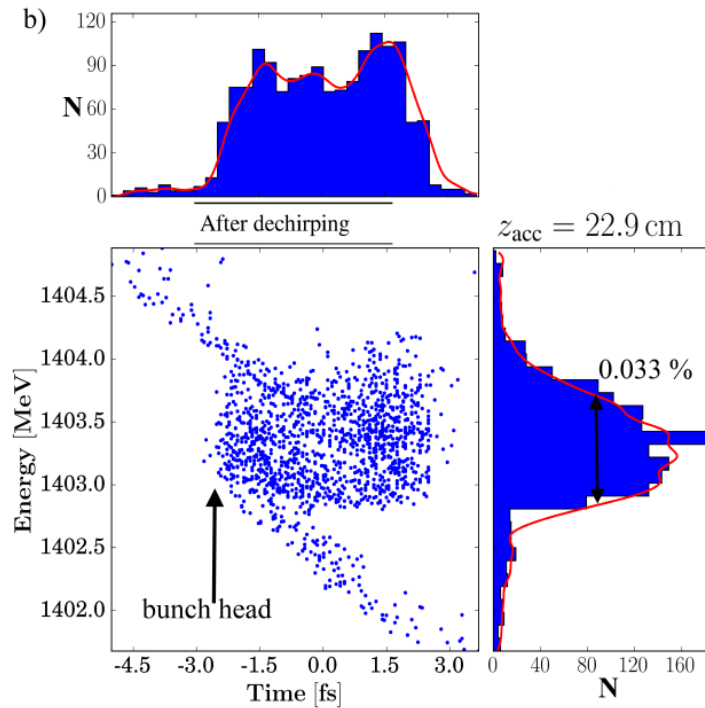 b)
N
120
90
60
30
0
After dechirping
z_acc = 22.9 cm
Energy [MeV]
1404.5
1404.0
1403.5
1403.0
1402.5
1402.0
bunch head
-4.5 -3.0 -1.5 0.0 1.5 3.0
Time [fs]
0.033 %
0 40 80 120 160
N